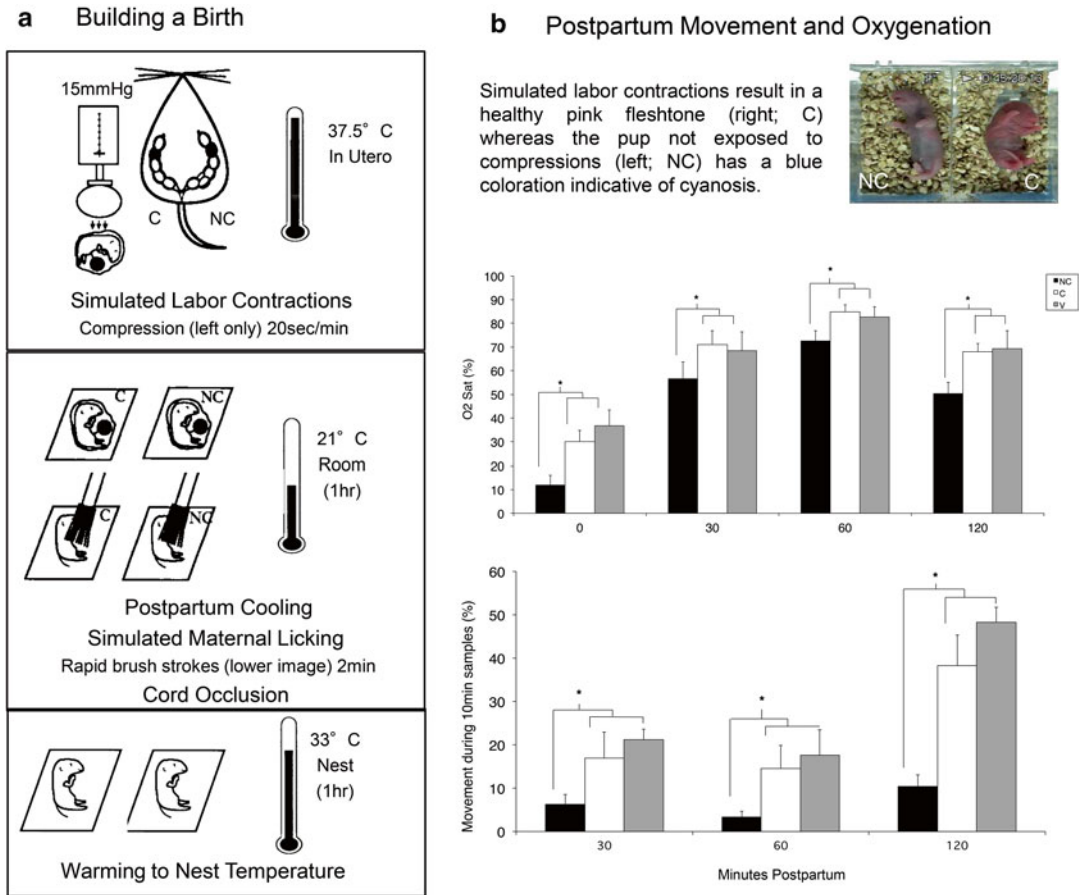 a Building a Birth
15mmHg
37.5° C
In Utero
C NC
Simulated Labor Contractions
Compression (left only) 20sec/min
C NC
21° C
Room
(1hr)
C NC
Postpartum Cooling
Simulated Maternal Licking
Rapid brush strokes (lower image) 2min
Cord Occlusion
33° C
Nest
(1hr)
Warming to Nest Temperature
b Postpartum Movement and Oxygenation
Simulated labor contractions result in a
healthy pink fleshtone (right; C)
whereas the pup not exposed to
compressions (left; NC) has a blue
coloration indicative of cyanosis.
NC C
NC
C
V
O2 Sat (%)
100
90
80
70
60
50
40
30
20
10
0
* * * *
0 30 60 120
Movement during 10min samples (%)
60
50
40
30
20
10
0
* * *
30 60 120
Minutes Postpartum